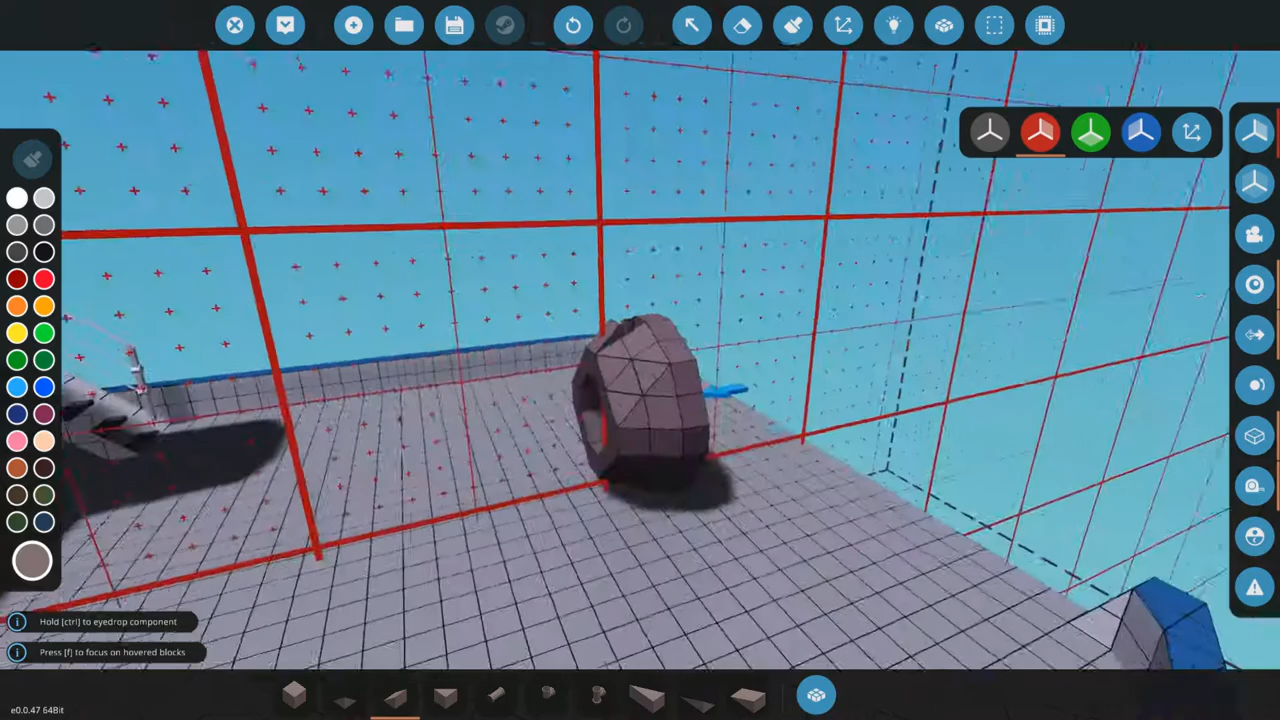 Hold [ctrl] to eyedrop component
Press [f] to focus on hovered blocks
e0.0.47 64Bit